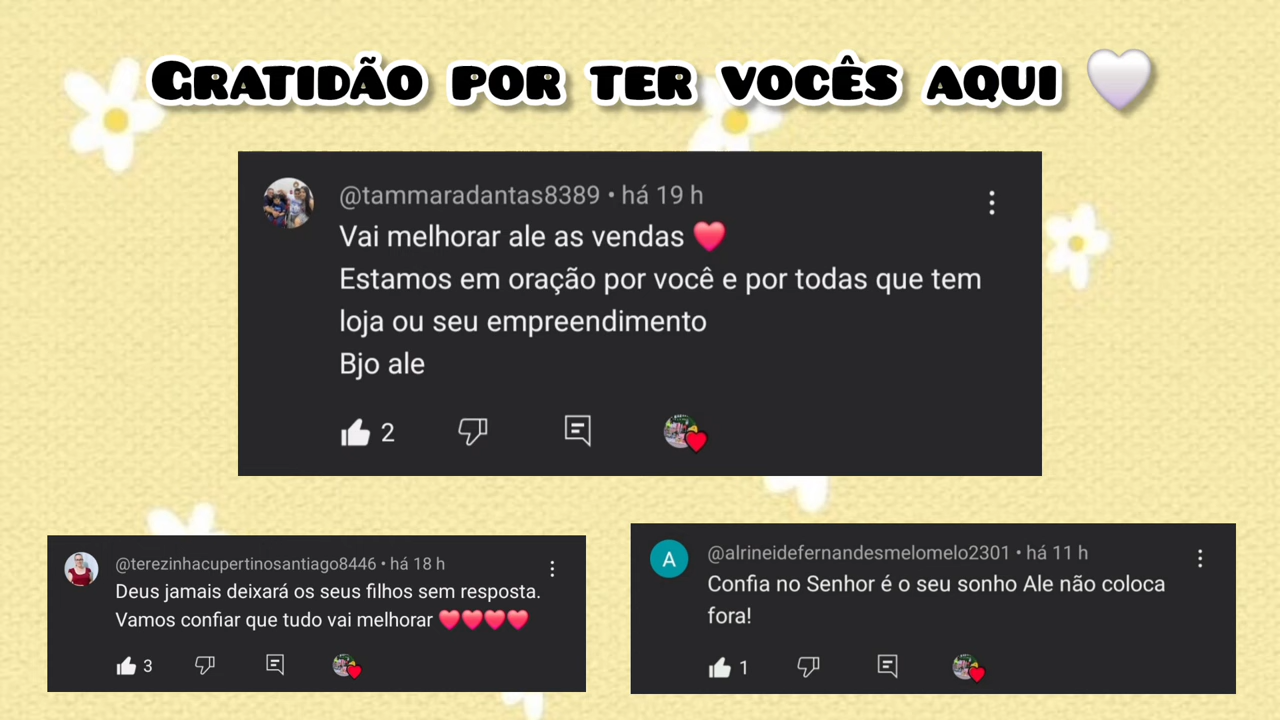 Gratidão por ter vocês aqui 🤍
@tammaradantas8389 • há 19 h
Vai melhorar ale as vendas ❤️
Estamos em oração por você e por todas que tem
loja ou seu empreendimento
Bjo ale
2
@terezinhacupertinosantiago8446 • há 18 h
Deus jamais deixará os seus filhos sem resposta.
Vamos confiar que tudo vai melhorar ❤️❤️❤️❤️
3
A
@alrineidefernandesmelomelo2301 • há 11 h
Confia no Senhor é o seu sonho Ale não coloca
fora!
1